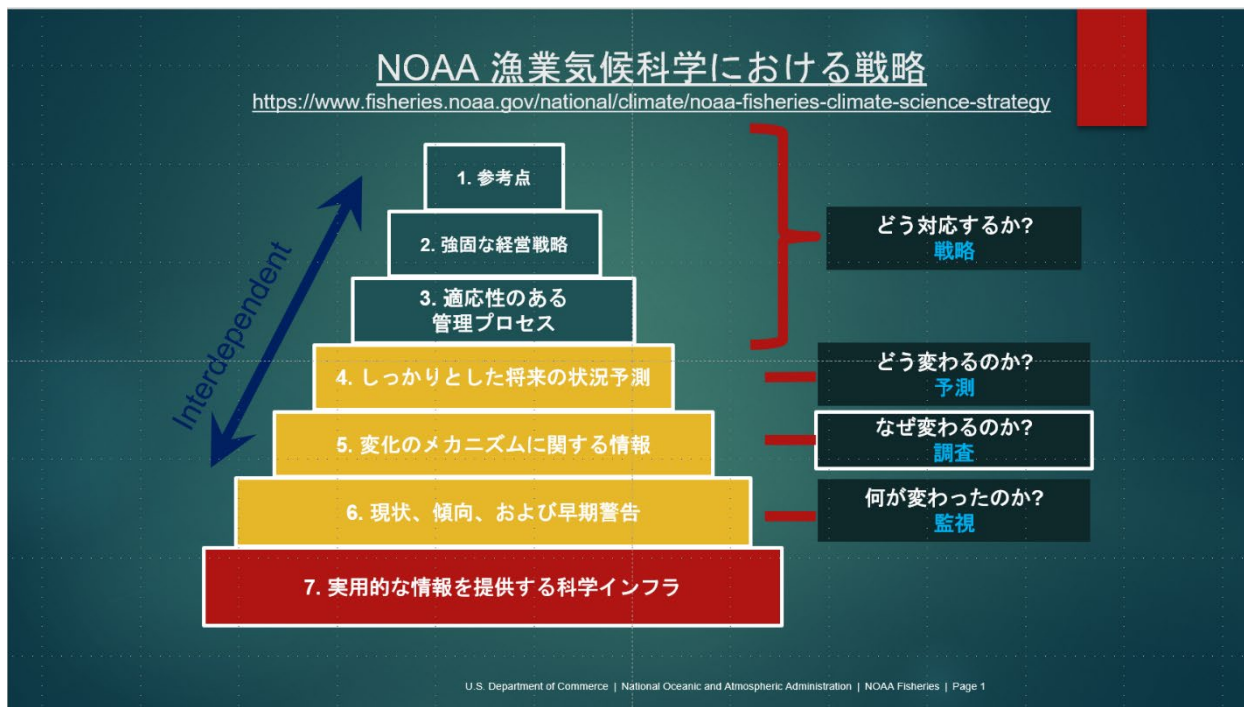 NOAA 漁業気候科学における戦略
https://www.fisheries.noaa.gov/national/climate/noaa-fisheries-climate-science-strategy
Interdependent
1. 参考点
2. 強固な経営戦略
3. 適応性のある
管理プロセス
4. しっかりとした将来の状況予測
5. 変化のメカニズムに関する情報
6. 現状、傾向、および早期警告
7. 実用的な情報を提供する科学インフラ
どう対応するか?
戦略
どう変わるのか?
予測
なぜ変わるのか?
調査
何が変わったのか?
監視
U.S. Department of Commerce | National Oceanic and Atmospheric Administration | NOAA Fisheries | Page 1